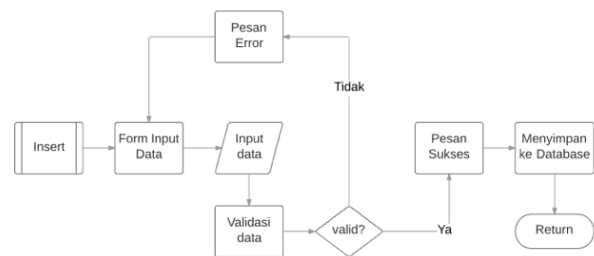 Pesan
Error
Tidak
Insert
Form Input
Data
Input
data
Pesan
Sukses
Menyimpan
ke Database
Validasi
data
valid?
Ya
Return